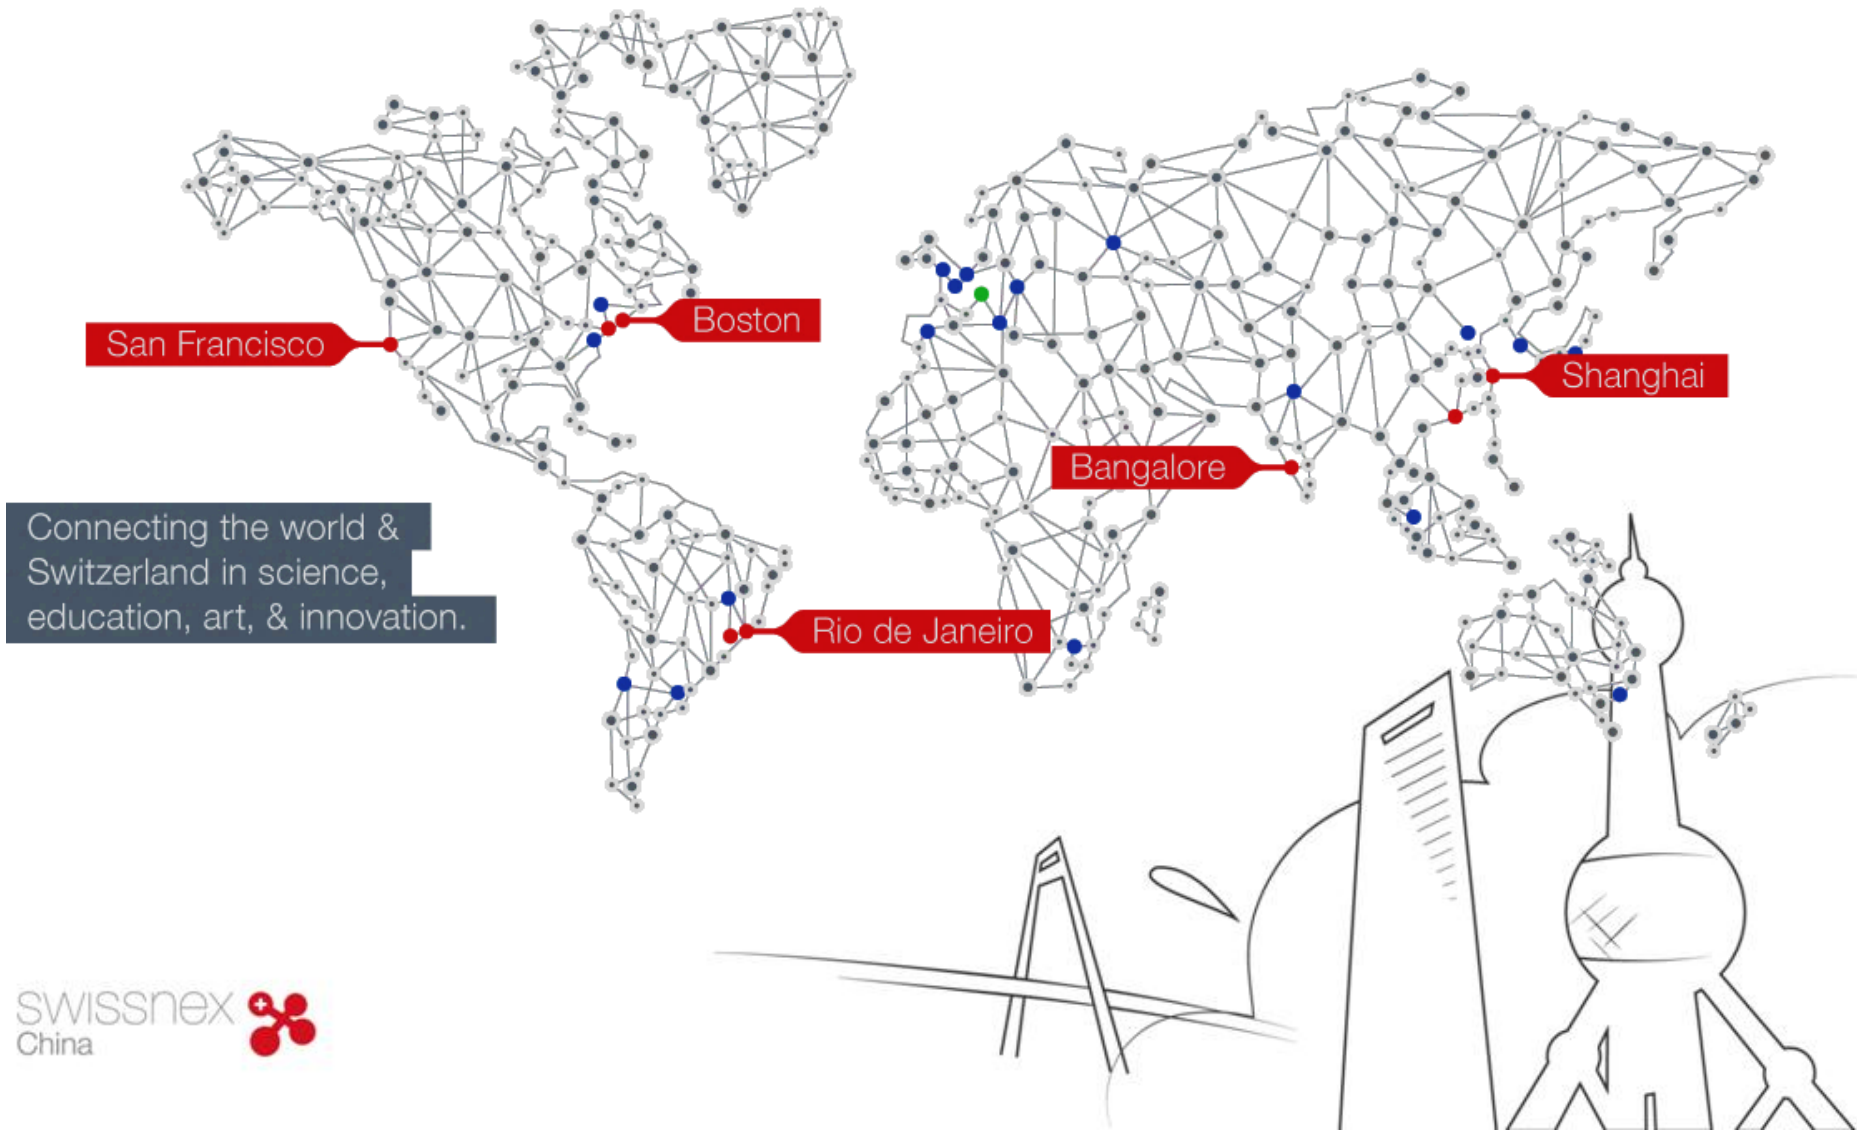 Boston
San Francisco
Shanghai
Bangalore
Connecting the world &
Switzerland in science,
education, art, & innovation.
Rio de Janeiro
swissnex
China